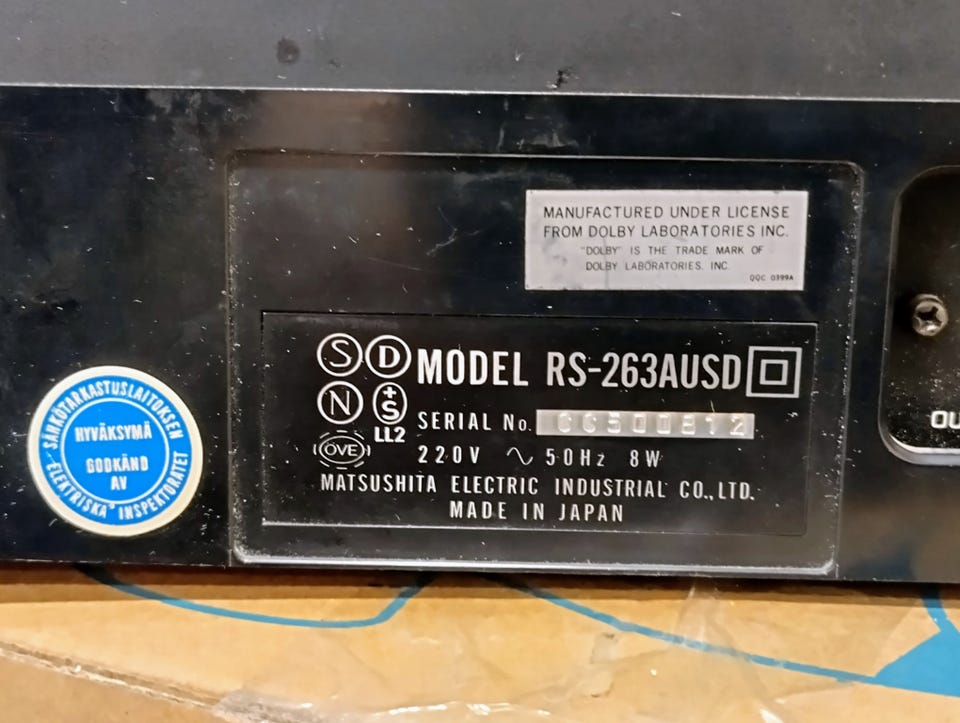 MANUFACTURED UNDER LICENSE
FROM DOLBY LABORATORIES INC.
"DOLBY" IS THE TRADE MARK OF
DOLBY LABORATORIES. INC.
QQC 0399A
S D MODEL RS-263AUSD
N +S
LL2
SERIAL No.
OVE 220V ~ 50Hz 8W
MATSUSHITA ELECTRIC INDUSTRIAL CO., LTD.
MADE IN JAPAN
SÄHKÖTARKASTUSLAITOKSEN
HYVÄKSYMÄ
GODKÄND
AV
ELEKTRISKA INSPEKTORATET
OU